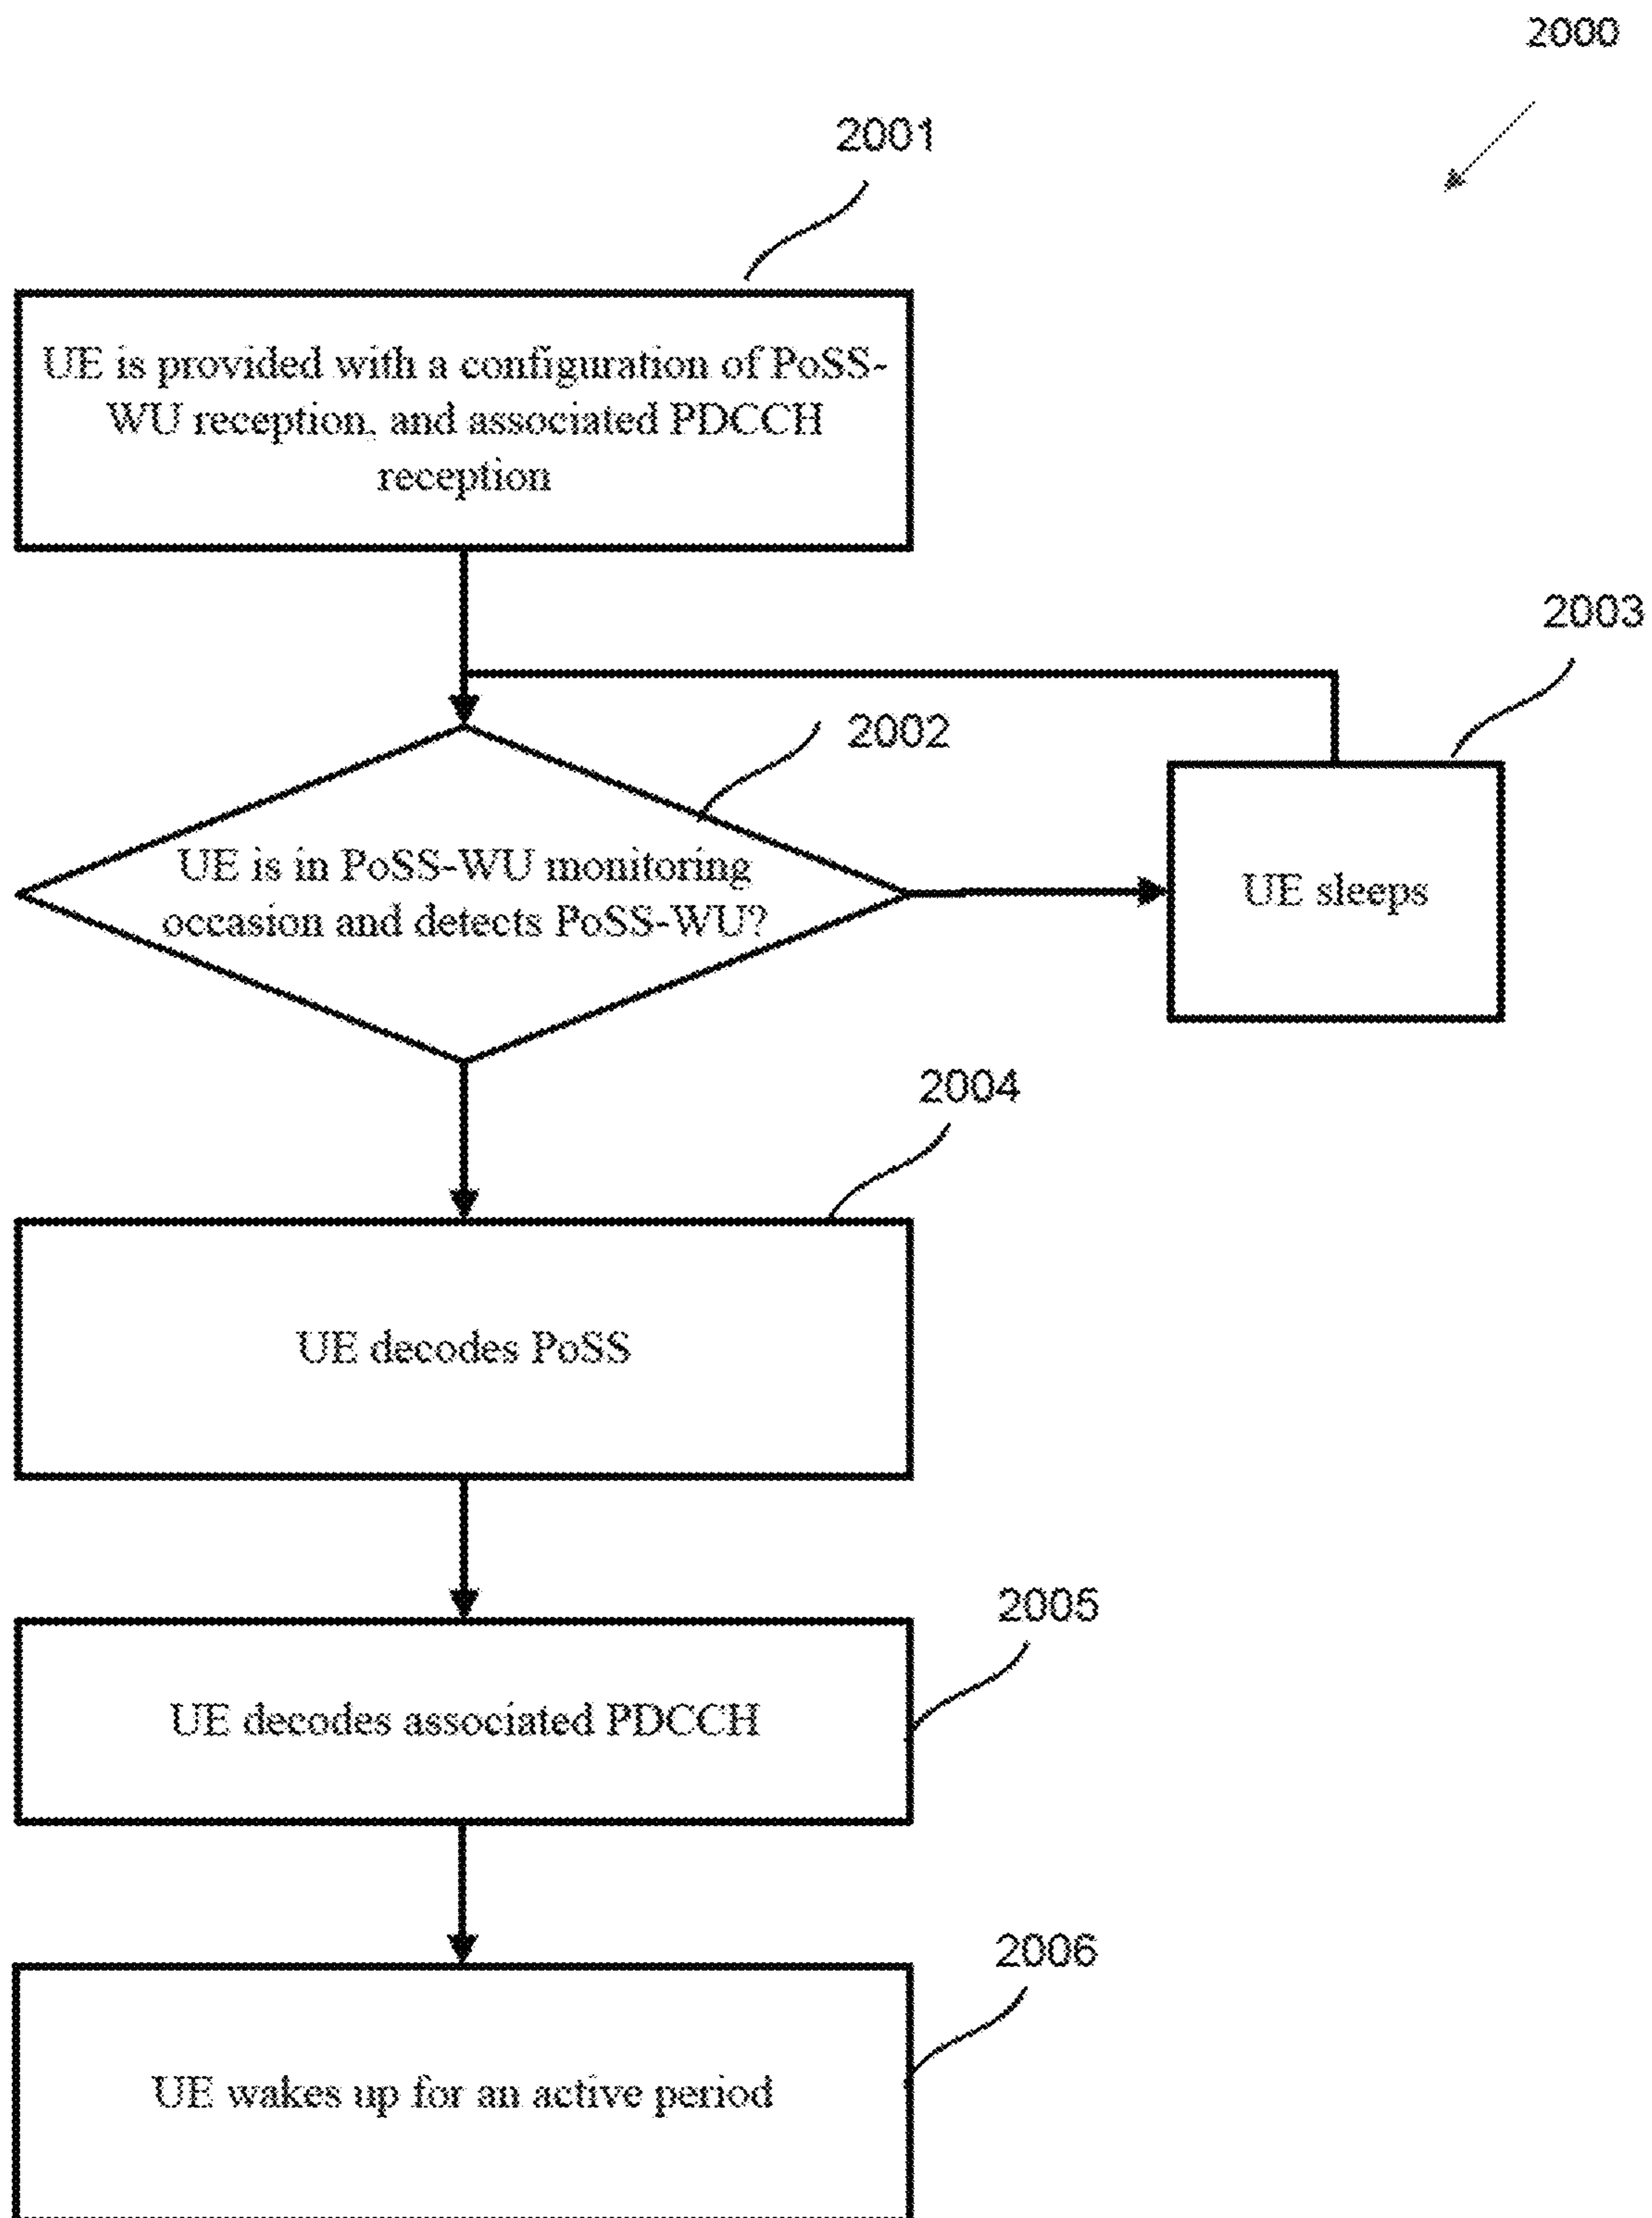 2000
2001
UE is provided with a configuration of PoSS-
WU reception, and associated PDCCH
reception
2003
2002
UE is in PoSS-WU monitoring
occasion and detects PoSS-WU?
UE sleeps
2004
UE decodes PoSS
2005
UE decodes associated PDCCH
2006
UE wakes up for an active period